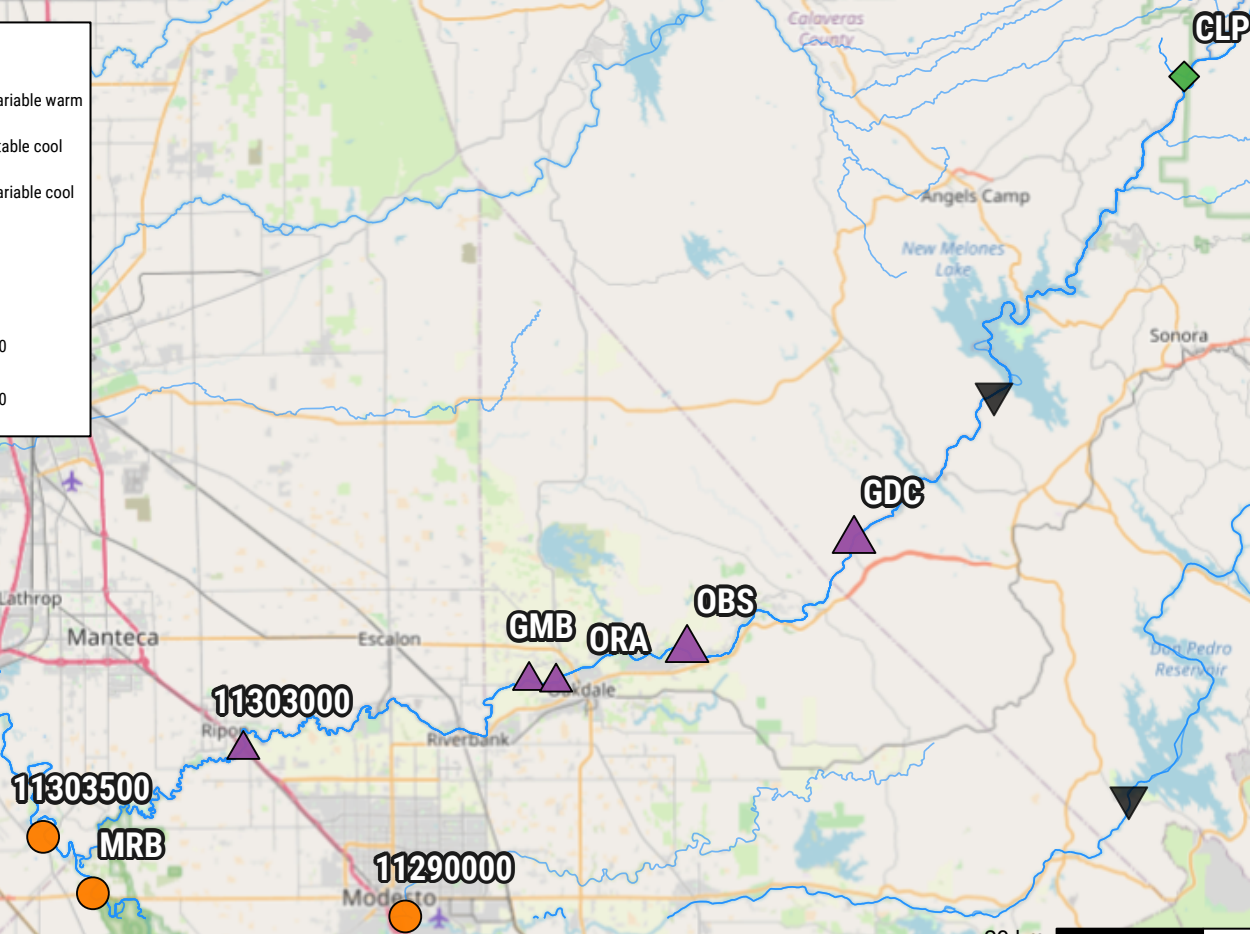 Calaveras
County
CLP
ariable warm
table cool
ariable cool
Angels Camp
New Melones
Lake
0
Sonora
0
GDC
Lathrop
OBS
GMB
ORA
Manteca
Escalon
Don Pedro
Reservoir
Oakdale
11303000
Ripon
Riverbank
11303500
MRB
11290000
Modesto